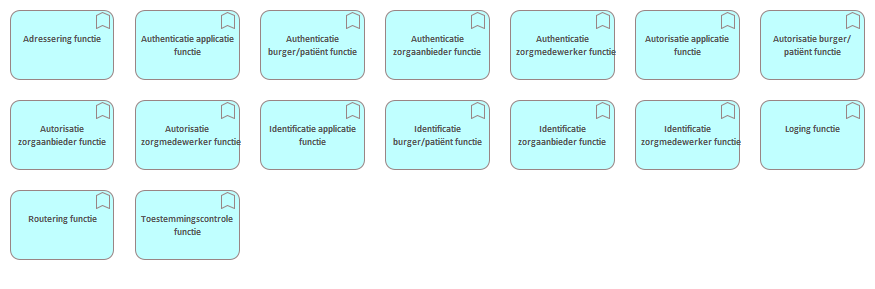 Adressering functie
Authenticatie applicatie
functie
Authenticatie
burger/patiënt functie
Authenticatie
zorgaanbieder functie
Authenticatie
zorgmedewerker functie
Autorisatie applicatie
functie
Autorisatie burger/
patiënt functie
Autorisatie
zorgaanbieder functie
Autorisatie
zorgmedewerker functie
Identificatie applicatie
functie
Identificatie
burger/patiënt functie
Identificatie
zorgaanbieder functie
Identificatie
zorgmedewerker functie
Loging functie
Routering functie
Toestemmingscontrole
functie